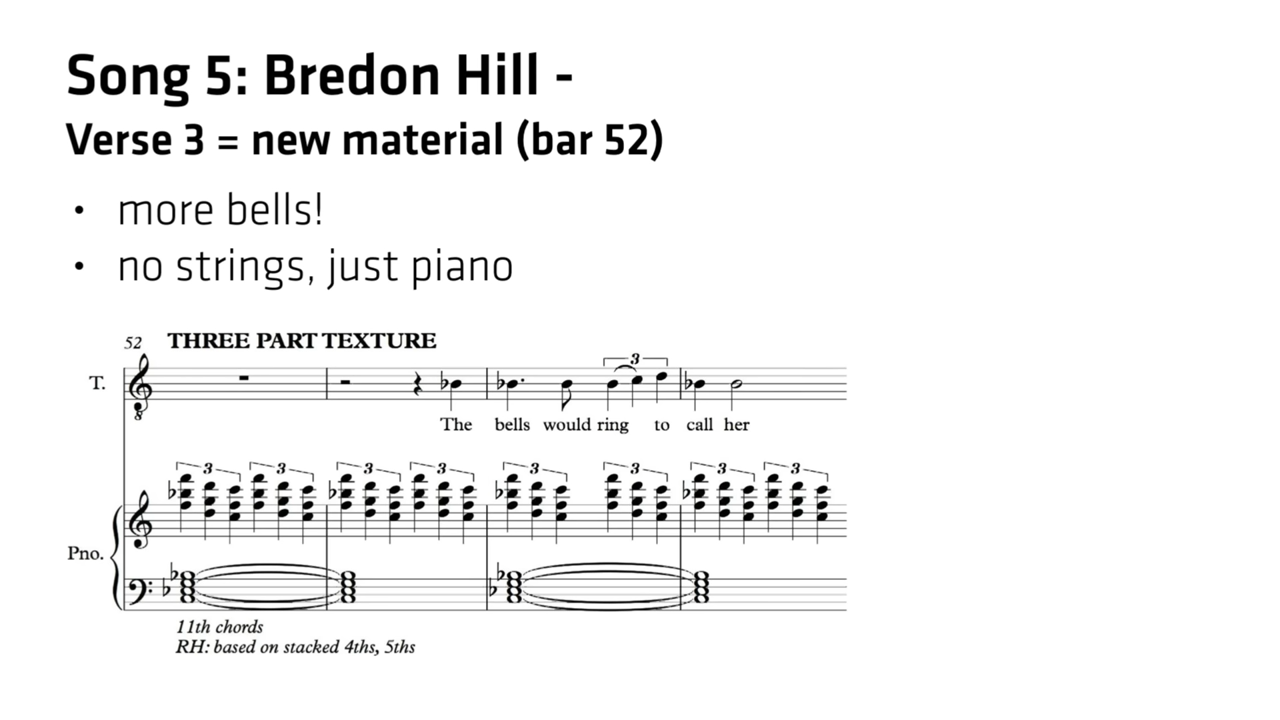 Song 5: Bredon Hill -
Verse 3 = new material (bar 52)
• more bells!
• no strings, just piano
52 THREE PART TEXTURE
3
T.
8
The bells would ring to call her
3 3 3 3 3 3 3 3
Pno.
11th chords
RH: based on stacked 4ths, 5ths